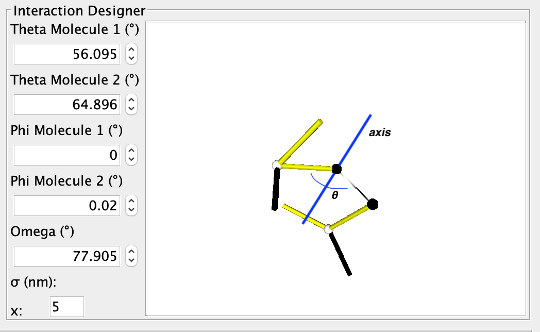 Interaction Designer
Theta Molecule 1 (°)
56.095
Theta Molecule 2 (°)
64.896
Phi Molecule 1 (°)
0
Phi Molecule 2 (°)
0.02
Omega (°)
77.905
σ (nm):
x: 5
axis
θ